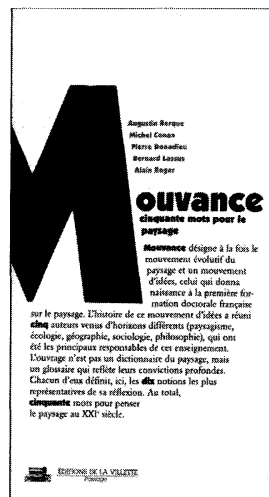 Augustin Berque
Michel Conan
Pierre Donadieu
Bernard Lassus
Alain Roger
Mouvance
cinquante mots pour le
paysage
Mouvance désigne à la fois le
mouvement évolutif du
paysage et un mouvement
d'idées, celui qui donna
naissance à la première for-
mation doctorale française
sur le paysage. L'histoire de ce mouvement d'idées a réuni
cinq auteurs venus d'horizons différents (paysagisme,
écologie, géographie, sociologie, philosophie), qui ont
été les principaux responsables de cet enseignement.
L'ouvrage n'est pas un dictionnaire du paysage, mais
un glossaire qui reflète leurs convictions profondes.
Chacun d'eux définit, ici, les dix notions les plus
représentatives de sa réflexion. Au total,
cinquante mots pour penser
le paysage au XXIe siècle.
ÉDITIONS DE LA VILLETTE
Passage